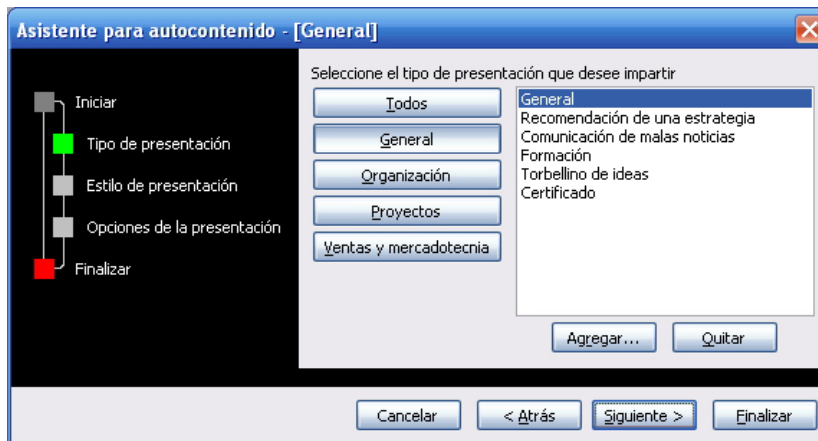 Asistente para autocontenido - [General]
Iniciar
Tipo de presentación
Estilo de presentación
Opciones de la presentación
Finalizar
Seleccione el tipo de presentación que desee impartir
Todos
General
Organización
Proyectos
Ventas y mercadotecnia
General
Recomendación de una estrategia
Comunicación de malas noticias
Formación
Torbellino de ideas
Certificado
Agregar...
Quitar
Cancelar
< Atrás
Siguiente >
Finalizar